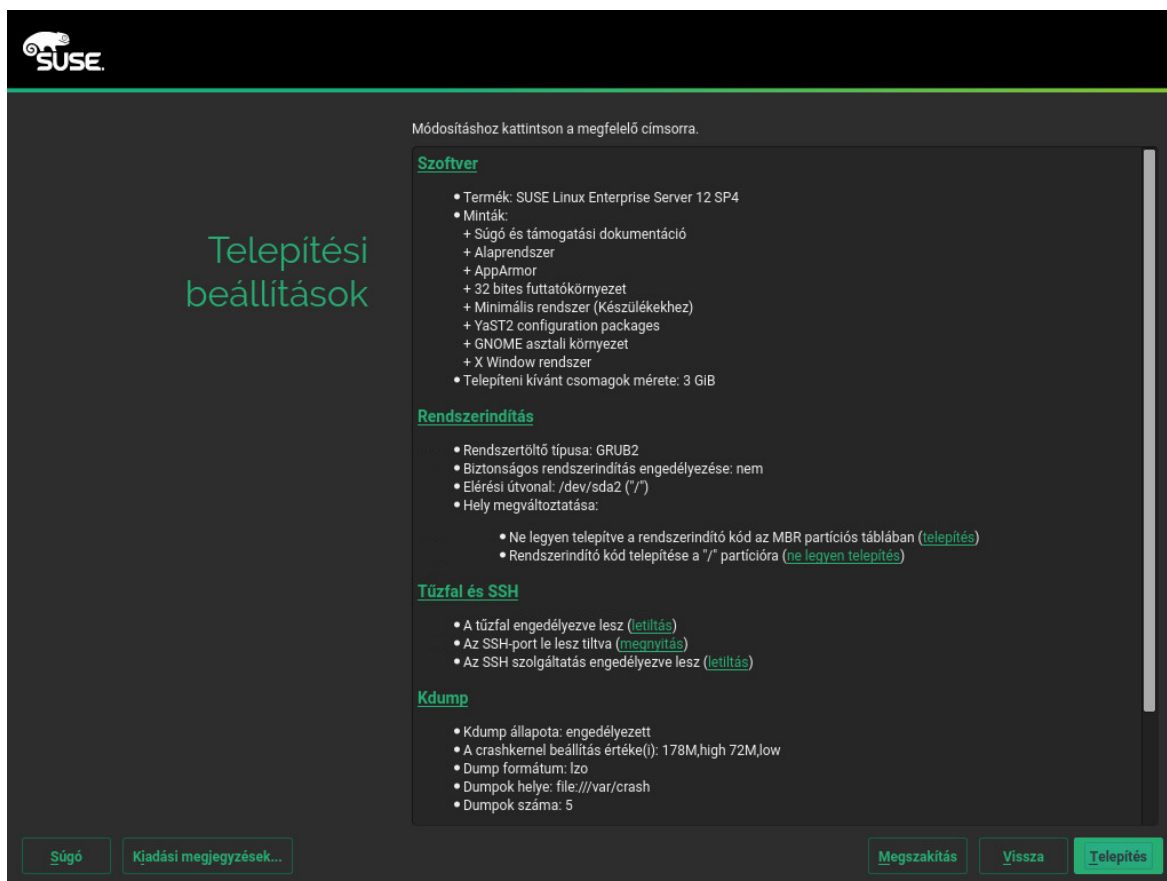 SUSE.
Módosításhoz kattintson a megfelelő címsorra.
Telepítési
beállítások
Szoftver
• Termék: SUSE Linux Enterprise Server 12 SP4
• Minták:
+ Súgó és támogatási dokumentáció
+ Alaprendszer
+ AppArmor
+ 32 bites futtatókörnyezet
+ Minimális rendszer (Készülékekhez)
+ YaST2 configuration packages
+ GNOME asztali környezet
+ X Window rendszer
• Telepíteni kívánt csomagok mérete: 3 GiB
Rendszerindítás
• Rendszertöltő típusa: GRUB2
• Biztonságos rendszerindítás engedélyezése: nem
• Elérési útvonal: /dev/sda2 ("/")
• Hely megváltoztatása:
• Ne legyen telepítve a rendszerindító kód az MBR partíciós táblában (telepítés)
• Rendszerindító kód telepítése a "/" partícióra (ne legyen telepítés)
Tűzfal és SSH
• A tűzfal engedélyezve lesz (letiltás)
• Az SSH-port le lesz tiltva (megnyitás)
• Az SSH szolgáltatás engedélyezve lesz (letiltás)
Kdump
• Kdump állapota: engedélyezett
• A crashkernel beállítás értéke(i): 178M,high 72M,low
• Dump formátum: lzo
• Dumpok helye: file:///var/crash
• Dumpok száma: 5
Súgó
Kiadási megjegyzések...
Megszakítás
Vissza
Telepítés